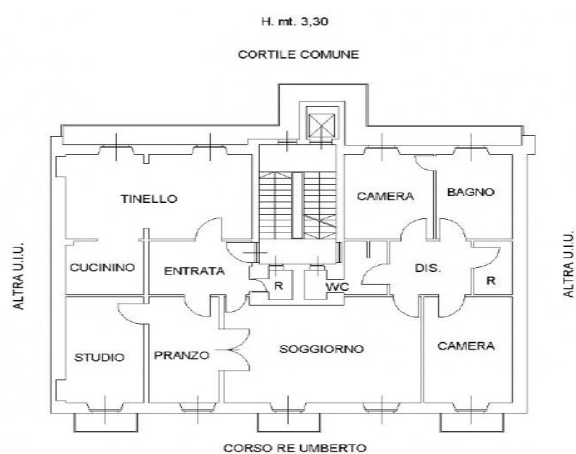 H. mt. 3,30
CORTILE COMUNE
TINELLO
CAMERA
BAGNO
ALTRA U.I.U.
CUCININO
ENTRATA
R
WC
DIS.
R
ALTRA U.I.U.
STUDIO
PRANZO
SOGGIORNO
CAMERA
CORSO RE UMBERTO